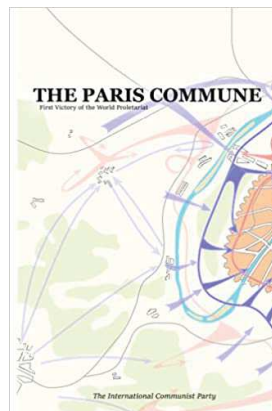 THE PARIS COMMUNE
First Victory of the World Proletariat
The International Communist Party